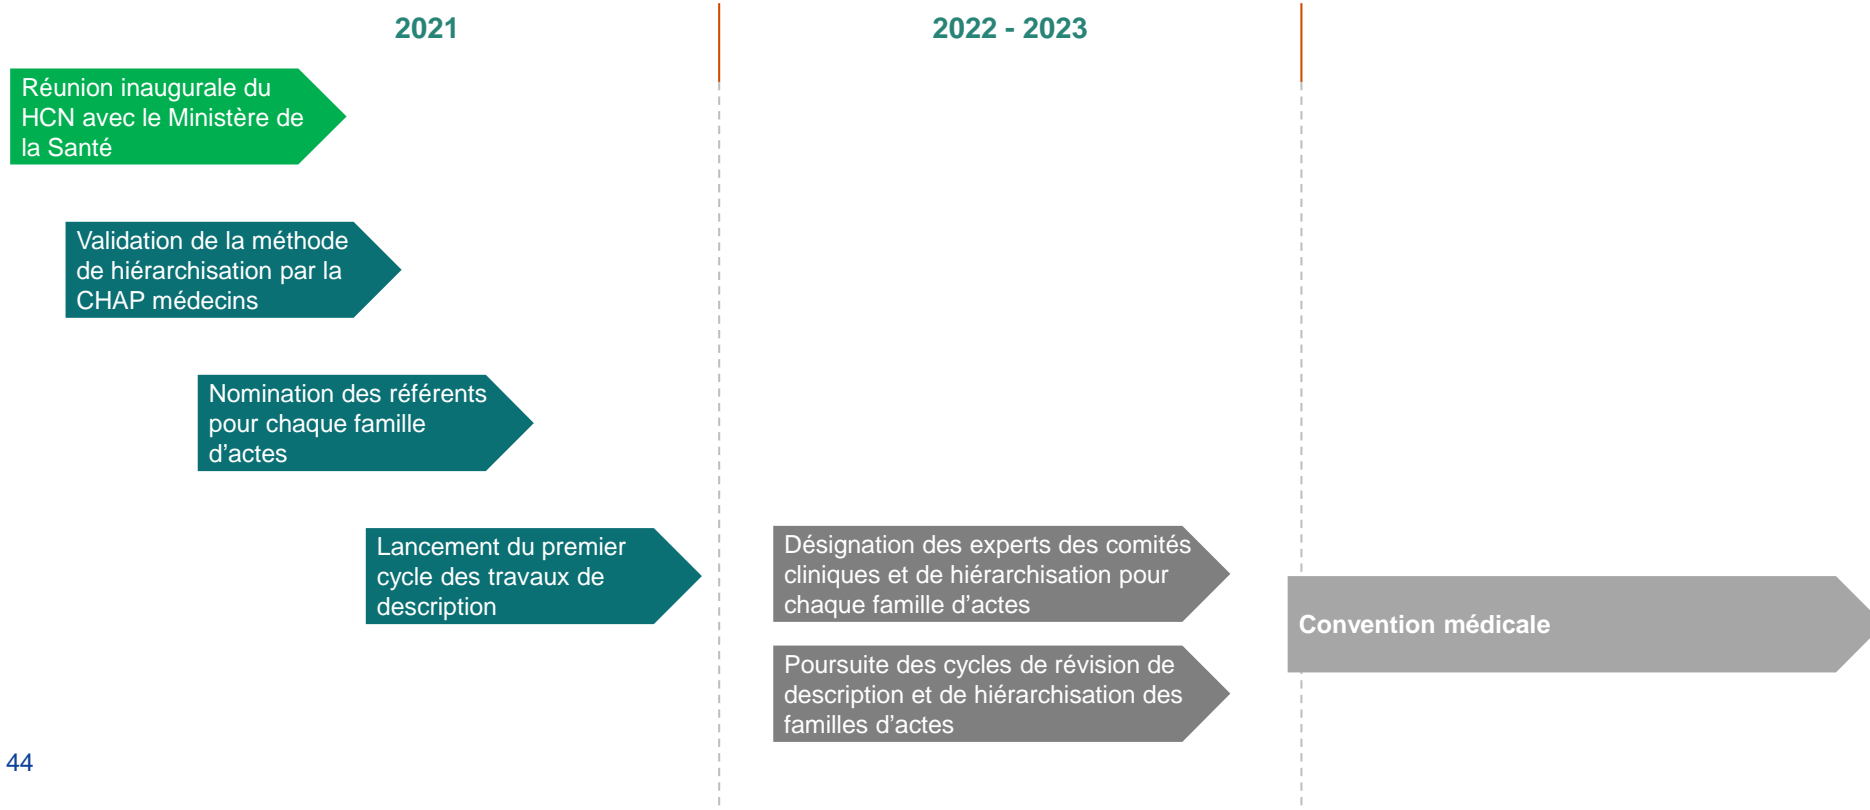 2021
2022 - 2023
Réunion inaugurale du
HCN avec le Ministère de
la Santé
Validation de la méthode
de hiérarchisation par la
CHAP médecins
Nomination des référents
pour chaque famille
d’actes
Lancement du premier
cycle des travaux de
description
Désignation des experts des comités
cliniques et de hiérarchisation pour
chaque famille d’actes
Poursuite des cycles de révision de
description et de hiérarchisation des
familles d’actes
Convention médicale
44